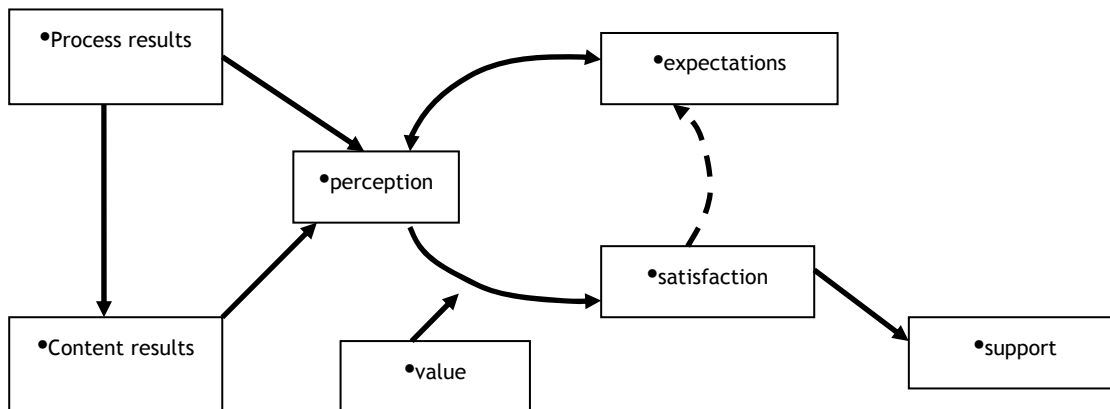 •Process results
•expectations
•perception
•satisfaction
•Content results
•support
•value